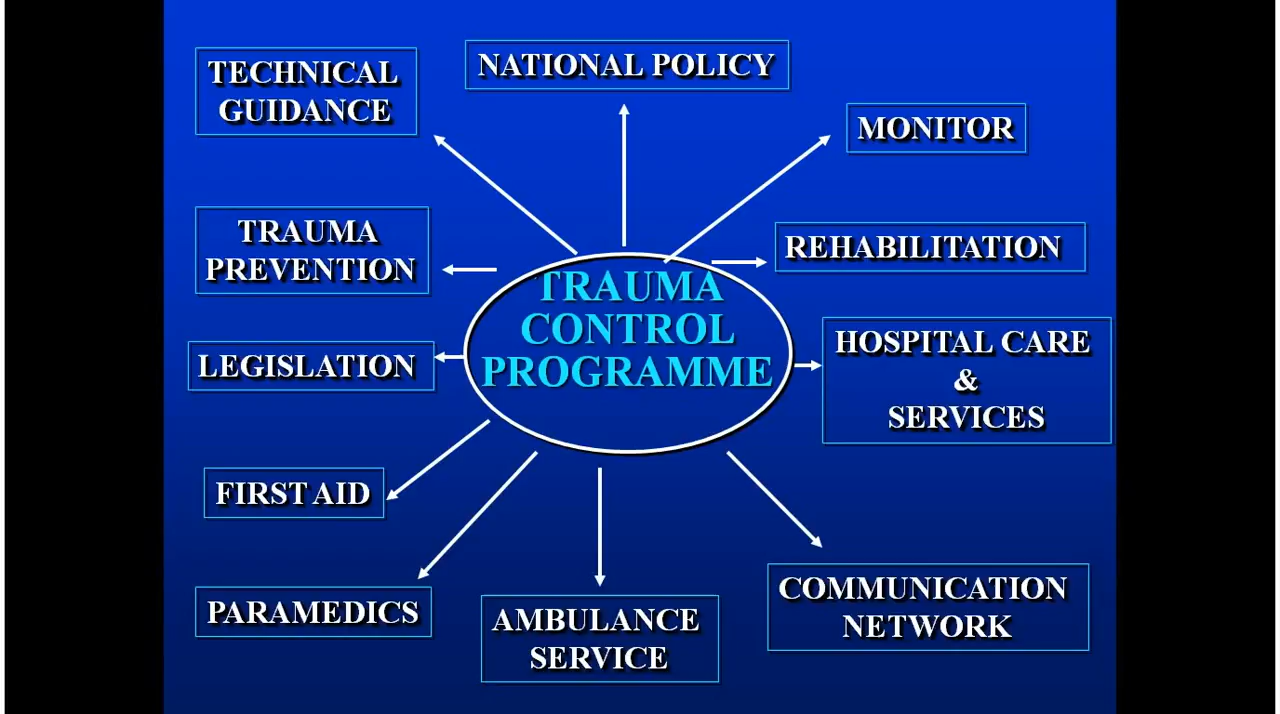 TECHNICAL
GUIDANCE
NATIONAL POLICY
MONITOR
TRAUMA
PREVENTION
REHABILITATION
TRAUMA
CONTROL
PROGRAMME
LEGISLATION
HOSPITAL CARE
&
SERVICES
FIRST AID
PARAMEDICS
AMBULANCE
SERVICE
COMMUNICATION
NETWORK